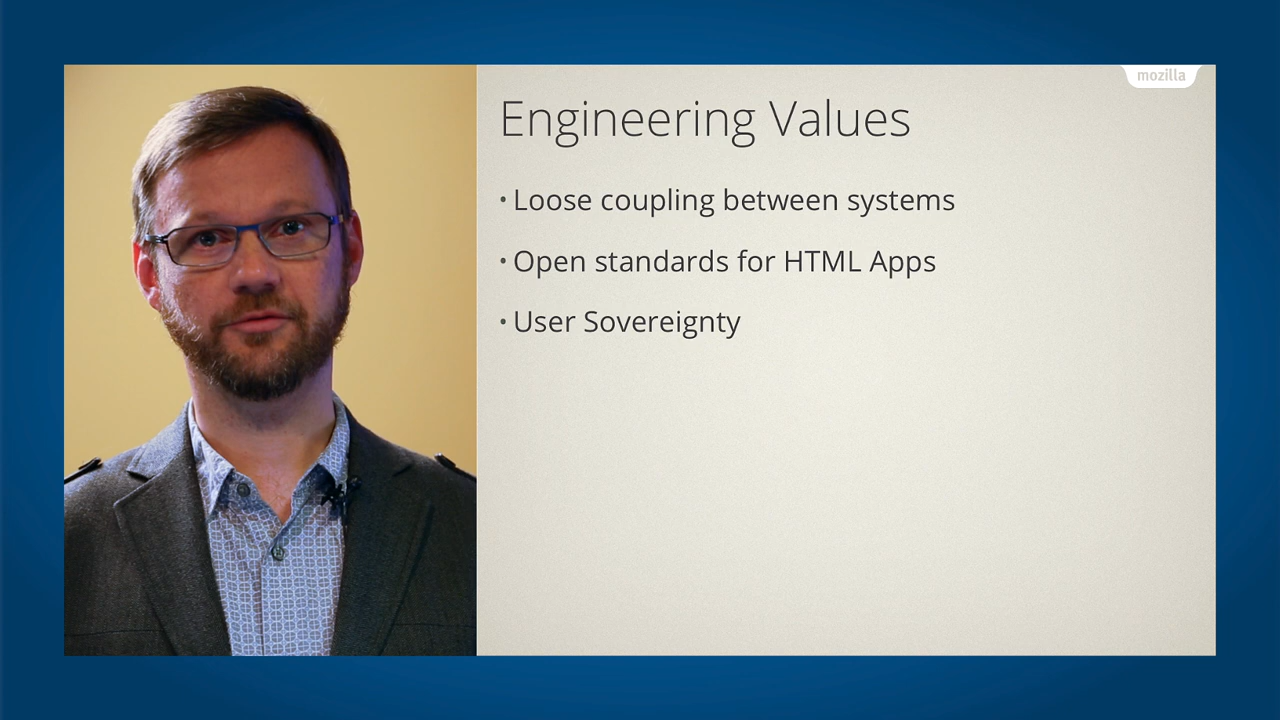 mozilla
Engineering Values
• Loose coupling between systems
• Open standards for HTML Apps
• User Sovereignty